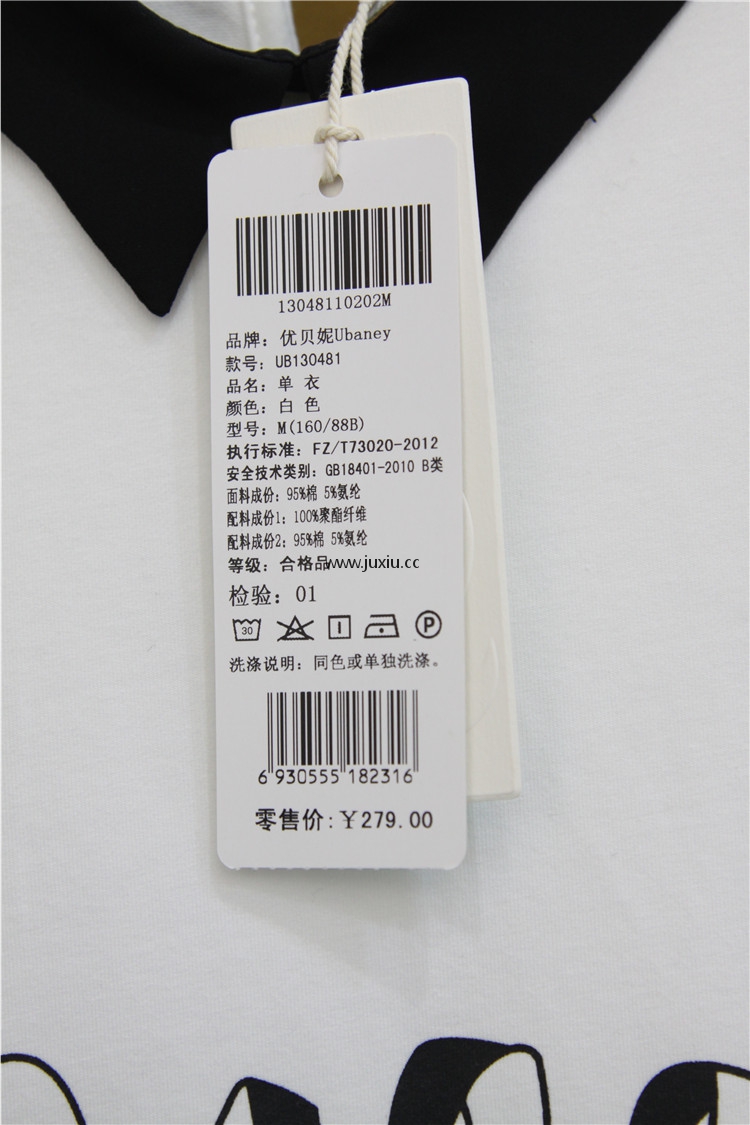 13048110202M
品牌：优贝妮Ubaney
款号：UB130481
品名：单 衣
颜色：白 色
型号：M(160/88B)
执行标准：FZ/T73020-2012
安全技术类别：GB18401-2010 B类
面料成份：95%棉 5%氨纶
配料成份1：100%聚酯纤维
配料成份2：95%棉 5%氨纶
等级：合格品
www.juxiu.cc
检验：01
30 P
洗涤说明：同色或单独洗涤。
6 930555 182316
零售价:￥279.00